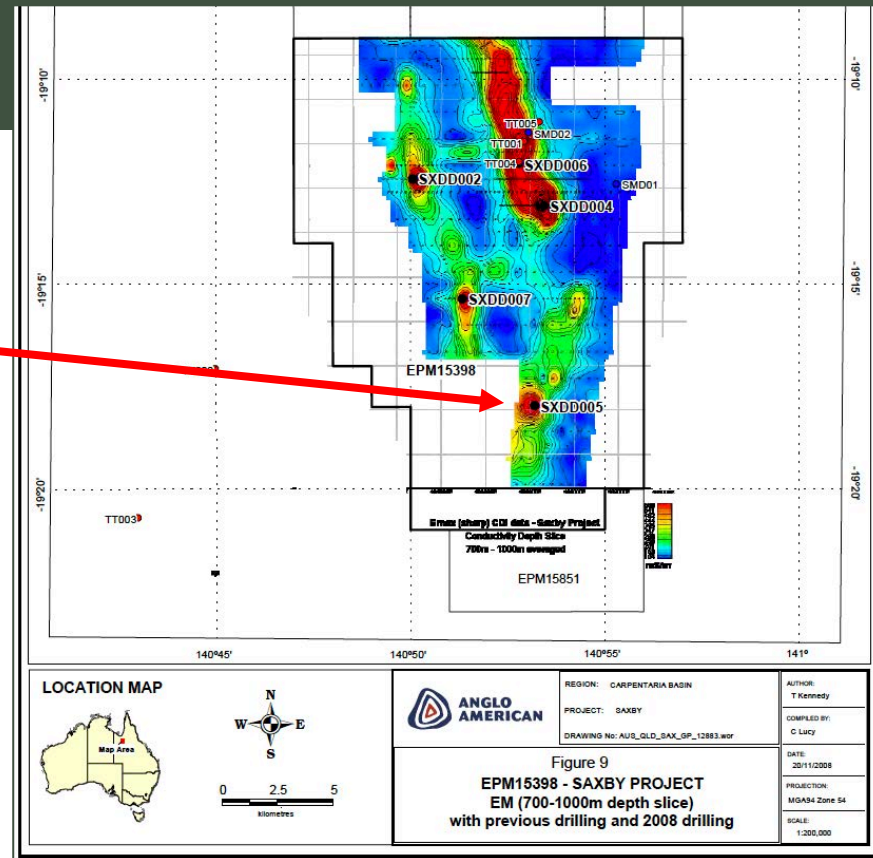 -19°10'
-19°10'
TT005
SMD02
TT001
TT004
SXDD006
SXDD002
SMD01
SXDD004
-19°15'
SXDD007
EPM15398
SXDD005
-19°20'
-19°20'
TT003
Emax (sharp) CDI data - Saxby Project
Conductivity Depth Slice
700m - 1000m averaged
EPM15851
140°45'
140°50'
140°55'
141°
LOCATION MAP
Map Area
N
W
E
S
0 2.5 5
kilometres
ANGLO
AMERICAN
REGION: CARPENTARIA BASIN
PROJECT: SAXBY
DRAWING No: AUS_QLD_SAX_GP_12883.wor
Figure 9
EPM15398 - SAXBY PROJECT
EM (700-1000m depth slice)
with previous drilling and 2008 drilling
AUTHOR:
T Kennedy
COMPILED BY:
C Lucy
DATE:
20/11/2008
PROJECTION:
MGA94 Zone 54
SCALE:
1:200,000